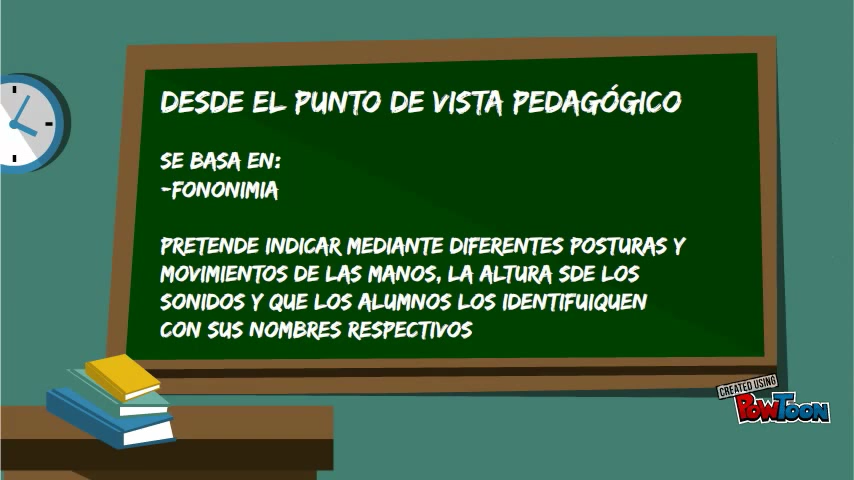 DESDE EL PUNTO DE VISTA PEDAGÓGICO
SE BASA EN:
-FONONIMIA
PRETENDE INDICAR MEDIANTE DIFERENTES POSTURAS Y
MOVIMIENTOS DE LAS MANOS, LA ALTURA SDE LOS
SONIDOS Y QUE LOS ALUMNOS LOS IDENTIFUIQUEN
CON SUS NOMBRES RESPECTIVOS
CREATED USING
POWTOON